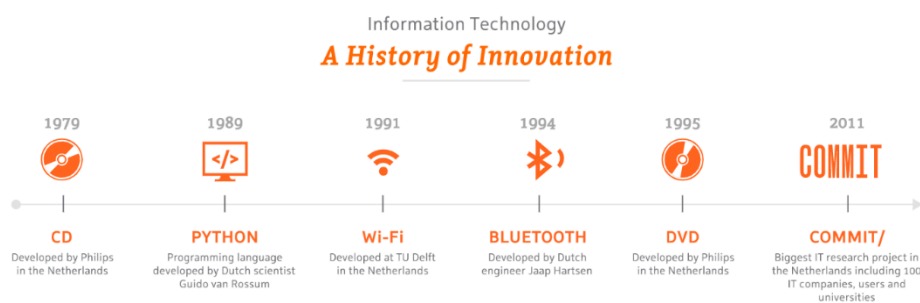 Information Technology
A History of Innovation
1979
1989
1991
1994
1995
2011
</>
COMMIT
CD
Developed by Philips
in the Netherlands
PYTHON
Programming language
developed by Dutch scientist
Guido van Rossum
Wi-Fi
Developed at TU Delft
in the Netherlands
BLUETOOTH
Developed by Dutch
engineer Jaap Hartsen
DVD
Developed by Philips
in the Netherlands
COMMIT/
Biggest IT research project in
the Netherlands including 100
IT companies, users and
universities